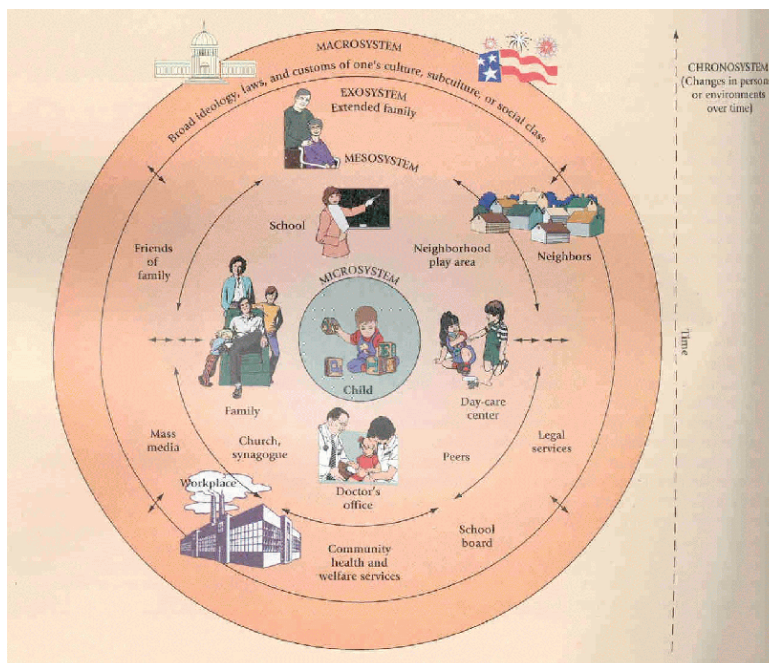 MACROSYSTEM
Broad ideology, laws, and customs of one's culture, subculture, or social class
EXOSYSTEM
Extended family
MESOSYSTEM
CHRONOSYSTEM
(Changes in person
or environments
over time)
School
Friends
of
family
Neighborhood
play area
Neighbors
MICROSYSTEM
Child
Time
Family
Day-care
center
Mass
media
Church,
synagogue
Peers
Legal
services
Workplace
Doctor's
office
School
board
Community
health and
welfare services